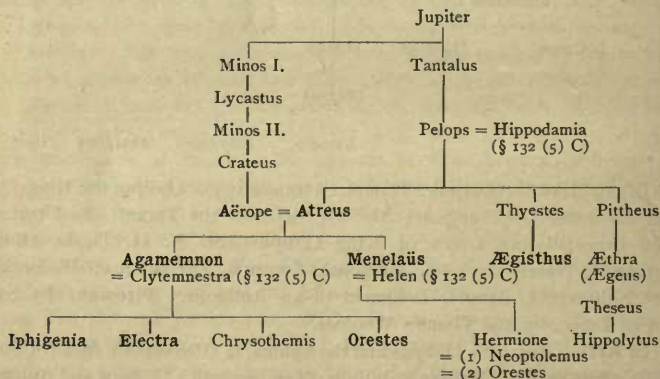 Jupiter
Minos I. Tantalus
Lycastus
Minos II. Pelops = Hippodamia
(§ 132 (5) C)
Crateus
Aërope = Atreus Thyestes Pittheus
Agamemnon Menelaüs Ægisthus Æthra
= Clytemnestra (§ 132 (5) C) = Helen (§ 132 (5) C) (Ægeus)
Theseus
Iphigenia Electra Chrysothemis Orestes Hermione Hippolytus
= (1) Neoptolemus
= (2) Orestes